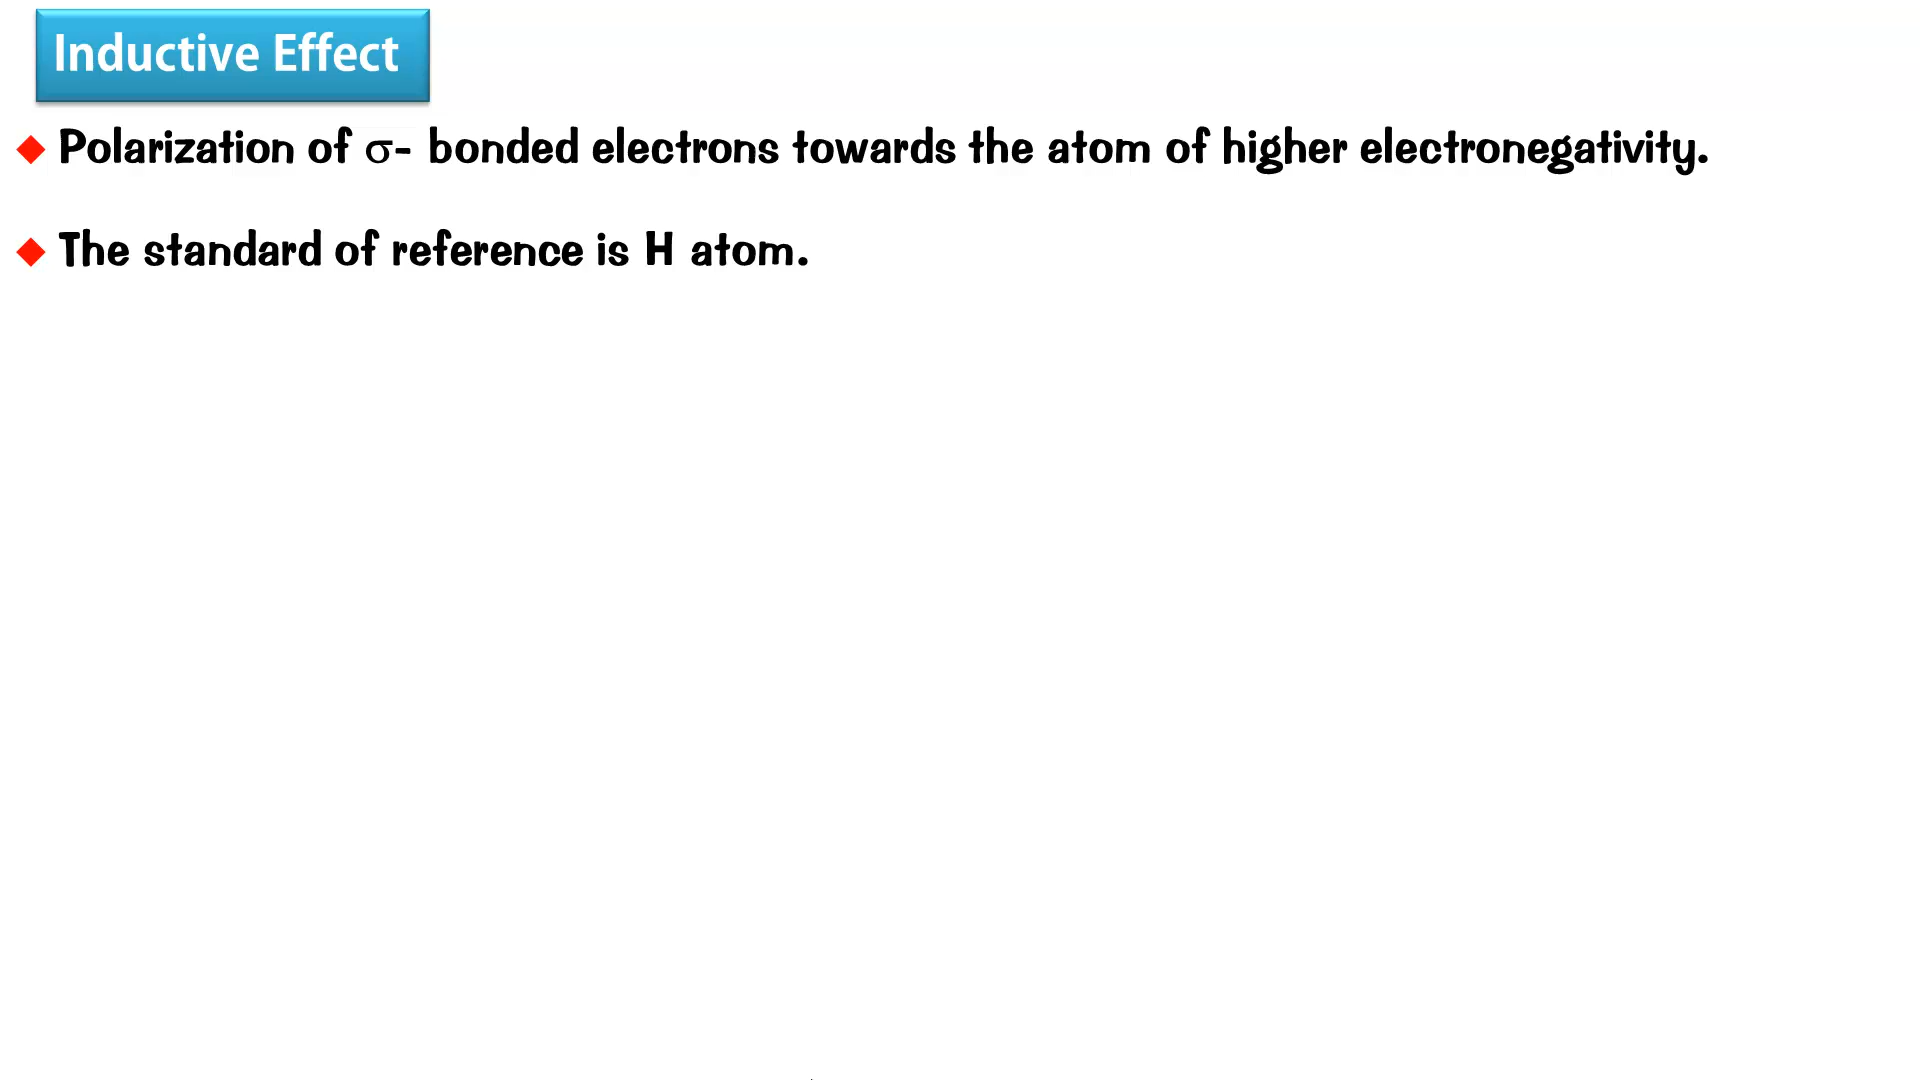 Inductive Effect
Polarization of σ- bonded electrons towards the atom of higher electronegativity.
The standard of reference is H atom.